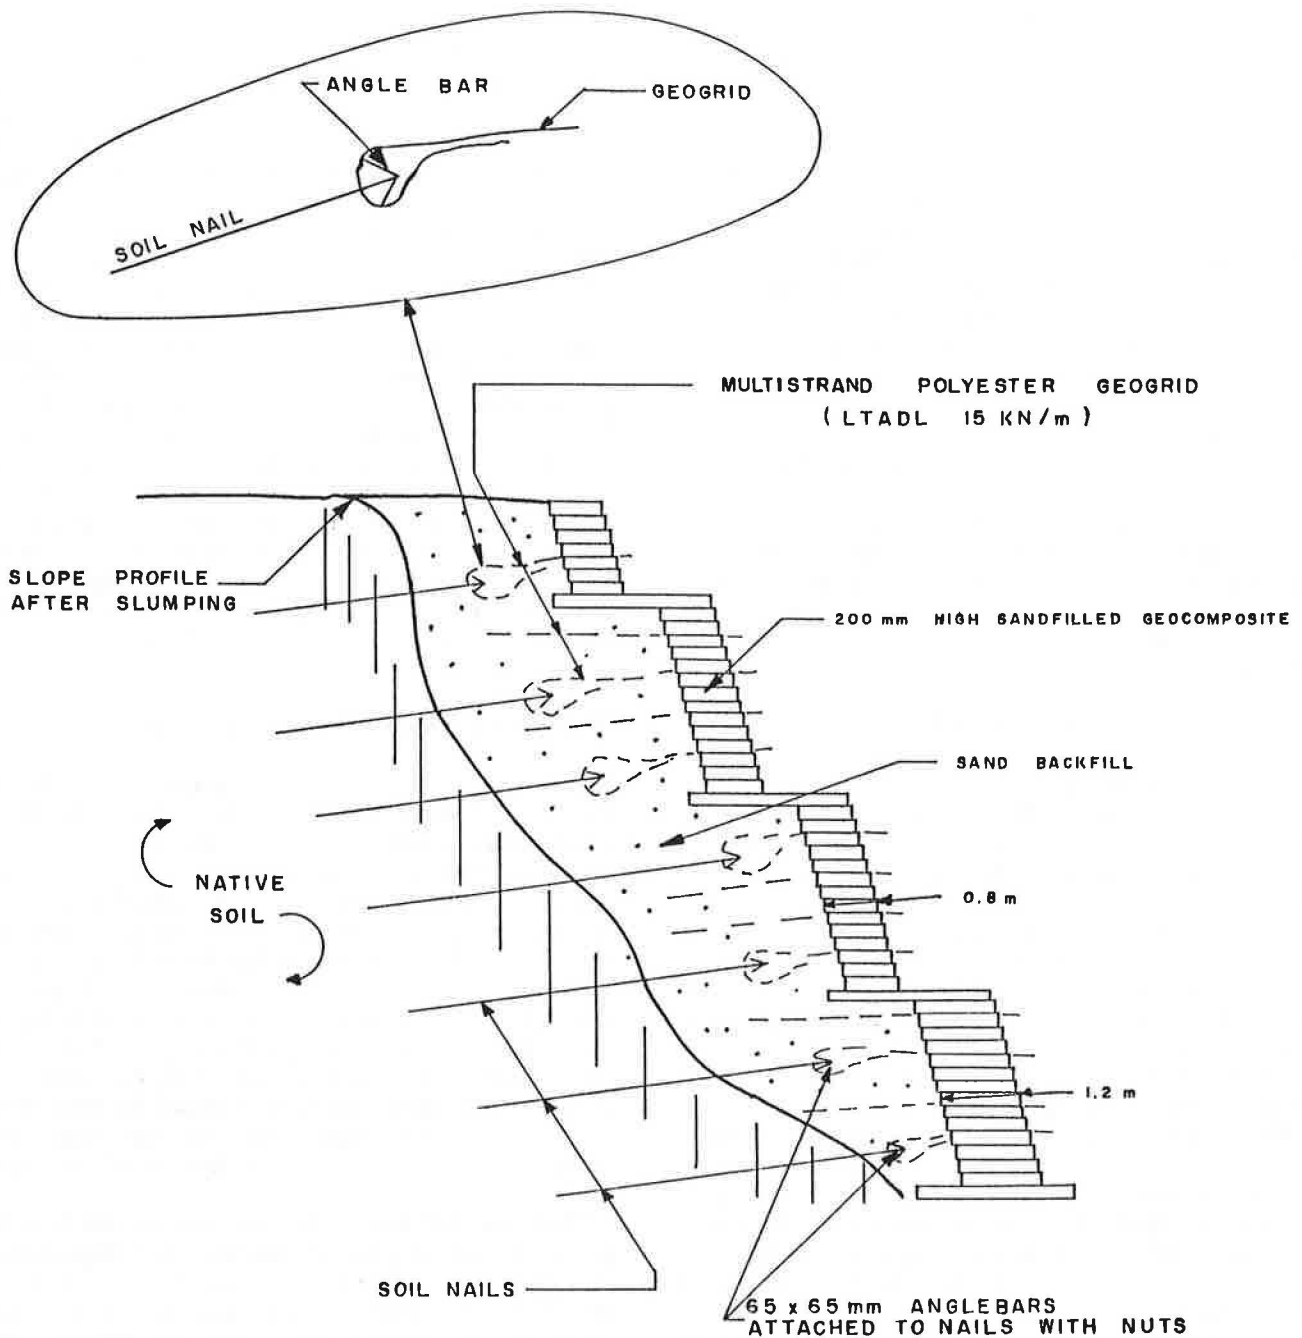 ANGLE BAR
GEOGRID
SOIL NAIL
MULTISTRAND POLYESTER GEOGRID
(LTADL 15 KN/m)
SLOPE PROFILE
AFTER SLUMPING
200 mm HIGH SANDFILLED GEOCOMPOSITE
SAND BACKFILL
NATIVE
SOIL
0.8 m
1.2 m
SOIL NAILS
65 x 65 mm ANGLEBARS
ATTACHED TO NAILS WITH NUTS